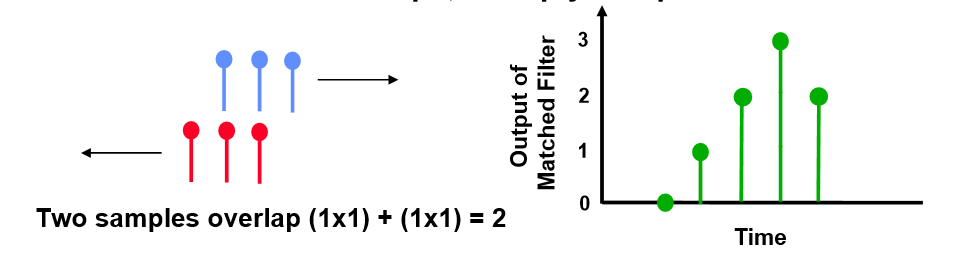 Two samples overlap (1x1) + (1x1) = 2
Output of
Matched Filter
3
2
1
0
Time